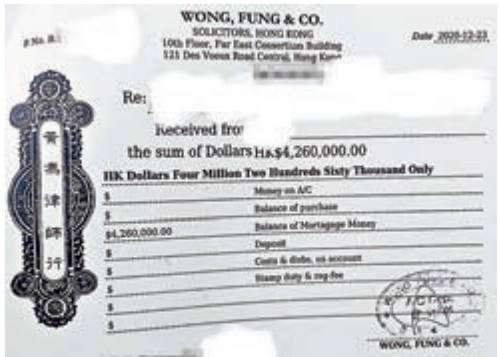 WONG, FUNG & CO.
SOLICITORS, HONG KONG
10th Floor, Far East Consortium Building
121 Des Voeux Road Central, Hong Kong
Date 2020-12-23
Re:
Received from
the sum of Dollars HK$4,260,000.00
HK Dollars Four Million Two Hundreds Sixty Thousand Only
$ Money on A/C
$ Balance of purchase
$4,260,000.00 Balance of Mortagage Money
$ Deposit
$ Costs & disbs. on account
$ Stamp duty & reg-fee
$
$
黃馮律師行
WONG, FUNG & CO.